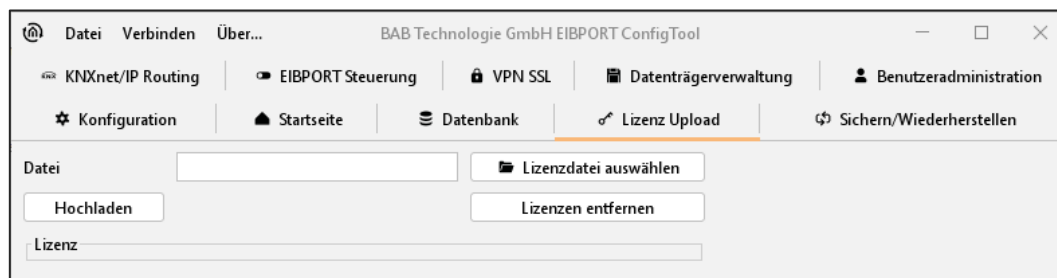 Datei Verbinden Über... BAB Technologie GmbH EIBPORT ConfigTool
KNX KNXnet/IP Routing EIBPORT Steuerung VPN SSL Datenträgerverwaltung Benutzeradministration
Konfiguration Startseite Datenbank Lizenz Upload Sichern/Wiederherstellen
Datei Lizenzdatei auswählen
Hochladen Lizenzen entfernen
Lizenz